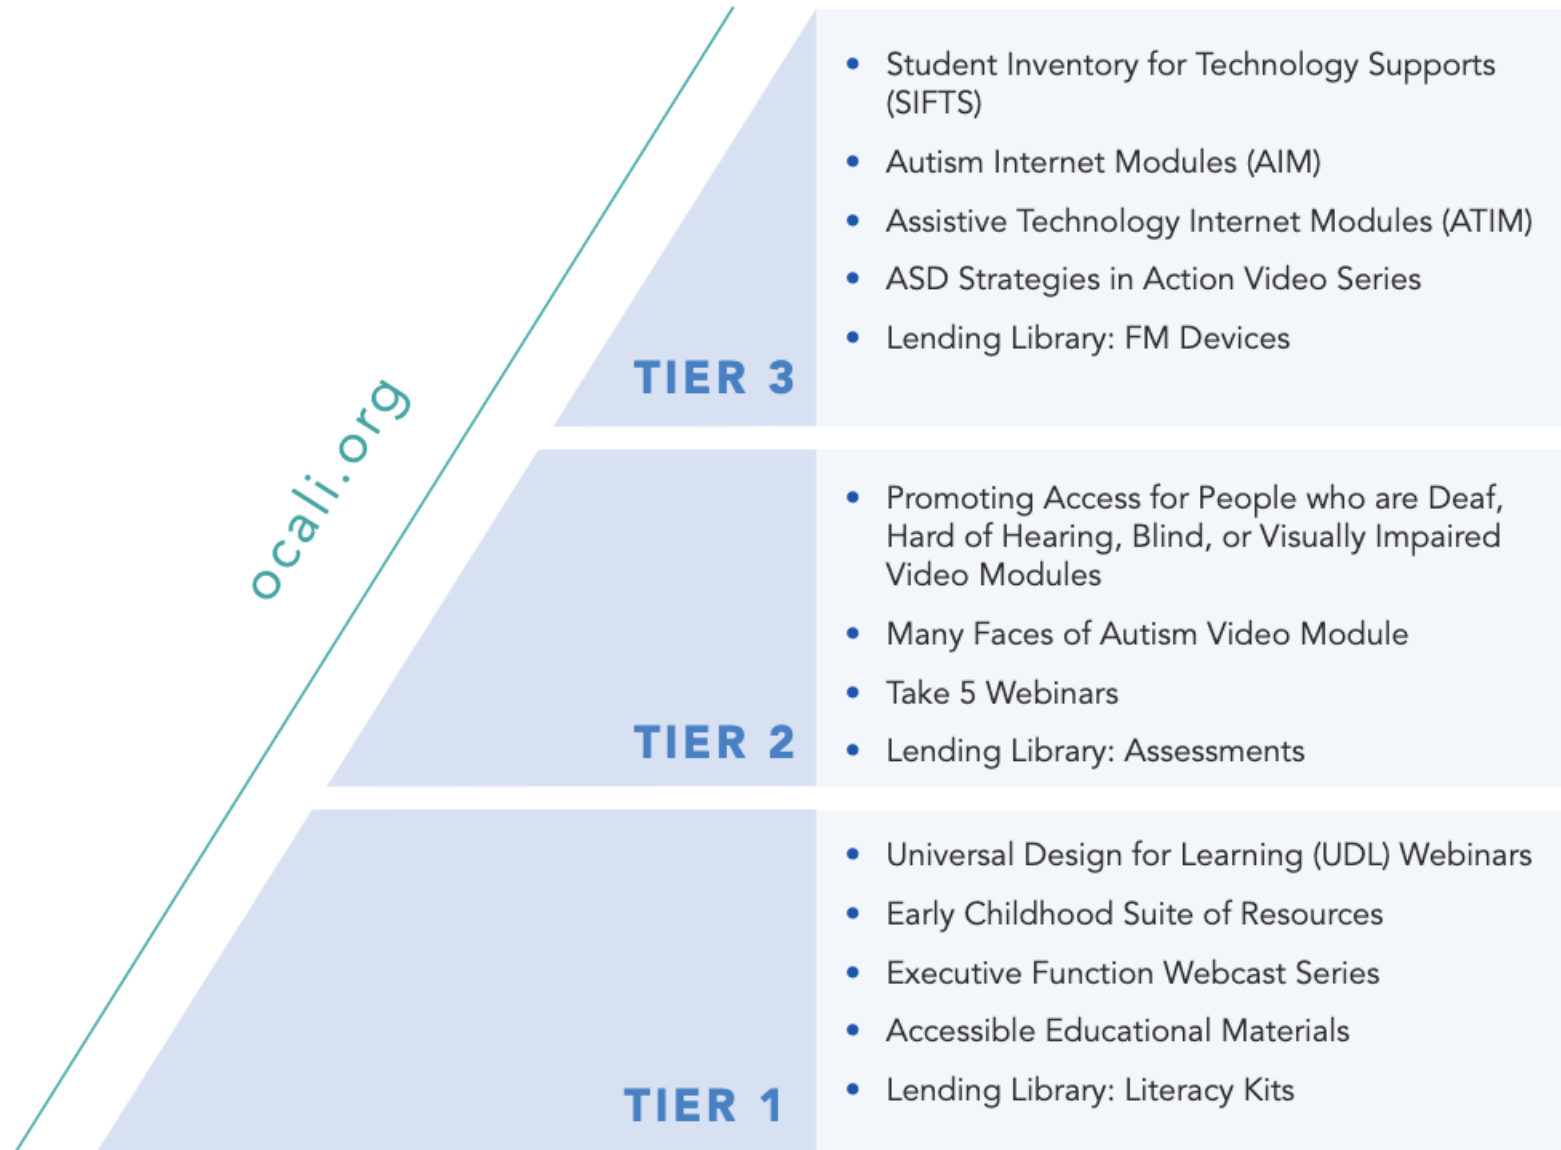 ocali.org
Student Inventory for Technology Supports
(SIFTS)
Autism Internet Modules (AIM)
Assistive Technology Internet Modules (ATIM)
ASD Strategies in Action Video Series
Lending Library: FM Devices
TIER 3
Promoting Access for People who are Deaf,
Hard of Hearing, Blind, or Visually Impaired
Video Modules
Many Faces of Autism Video Module
Take 5 Webinars
Lending Library: Assessments
TIER 2
Universal Design for Learning (UDL) Webinars
Early Childhood Suite of Resources
Executive Function Webcast Series
Accessible Educational Materials
Lending Library: Literacy Kits
TIER 1